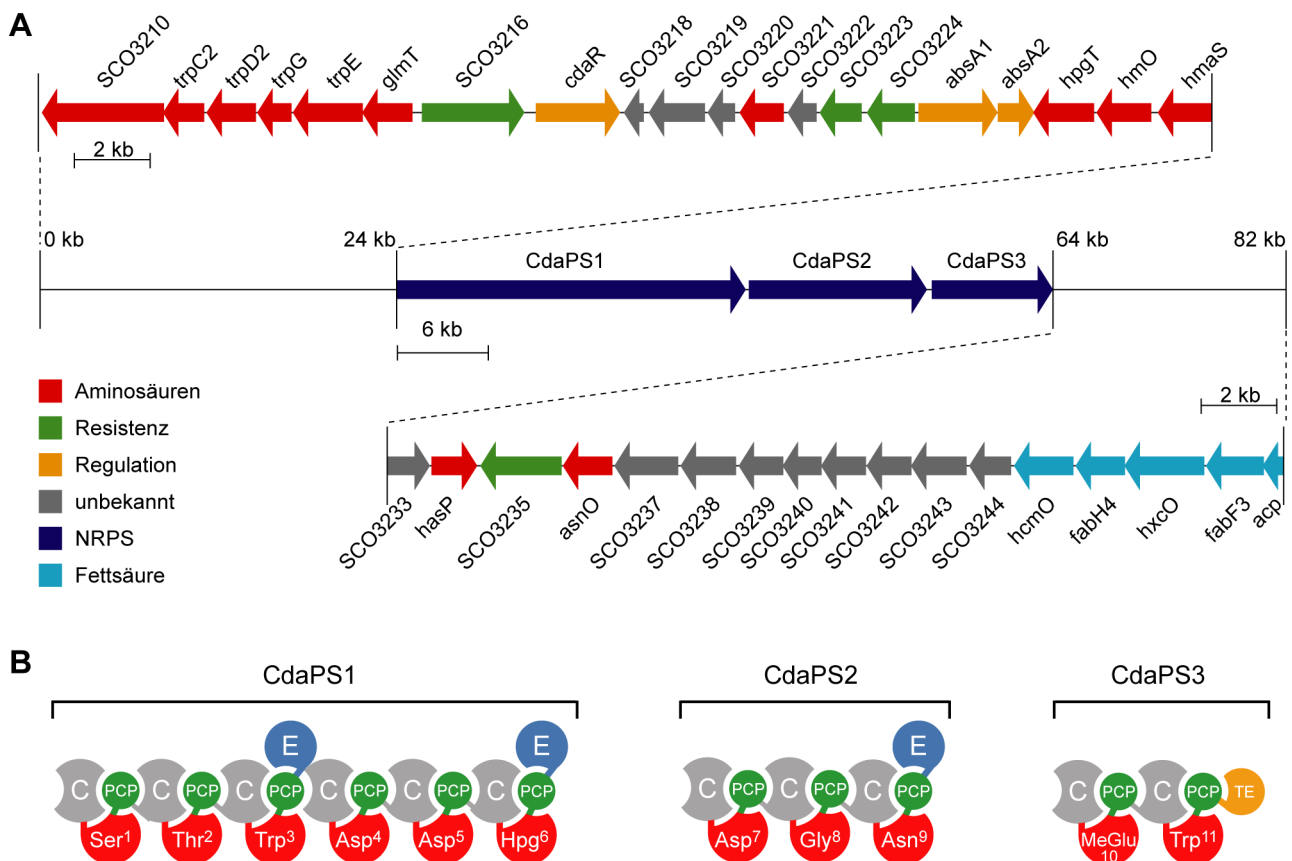 A
SCO3210 trpC2 trpD2 trpG trpE glmT SCO3216 cdaR SCO3218 SCO3219 SCO3220 SCO3221 SCO3222 SCO3223 SCO3224 absA1 absA2 hpgT hmO hmaS
2 kb
0 kb 24 kb 64 kb 82 kb
CdaPS1 CdaPS2 CdaPS3
6 kb
Aminosäuren
Resistenz
Regulation
unbekannt
NRPS
Fettsäure
2 kb
SCO3233 hasP SCO3235 asnO SCO3237 SCO3238 SCO3239 SCO3240 SCO3241 SCO3242 SCO3243 SCO3244 hcmO fabH4 hxcO fabF3 acp
B
CdaPS1 CdaPS2 CdaPS3
E E E
C PCP C PCP C PCP C PCP C PCP C PCP C PCP C PCP C PCP C PCP C PCP TE
Ser1 Thr2 Trp3 Asp4 Asp5 Hpg6 Asp7 Gly8 Asn9 MeGlu Trp11
10